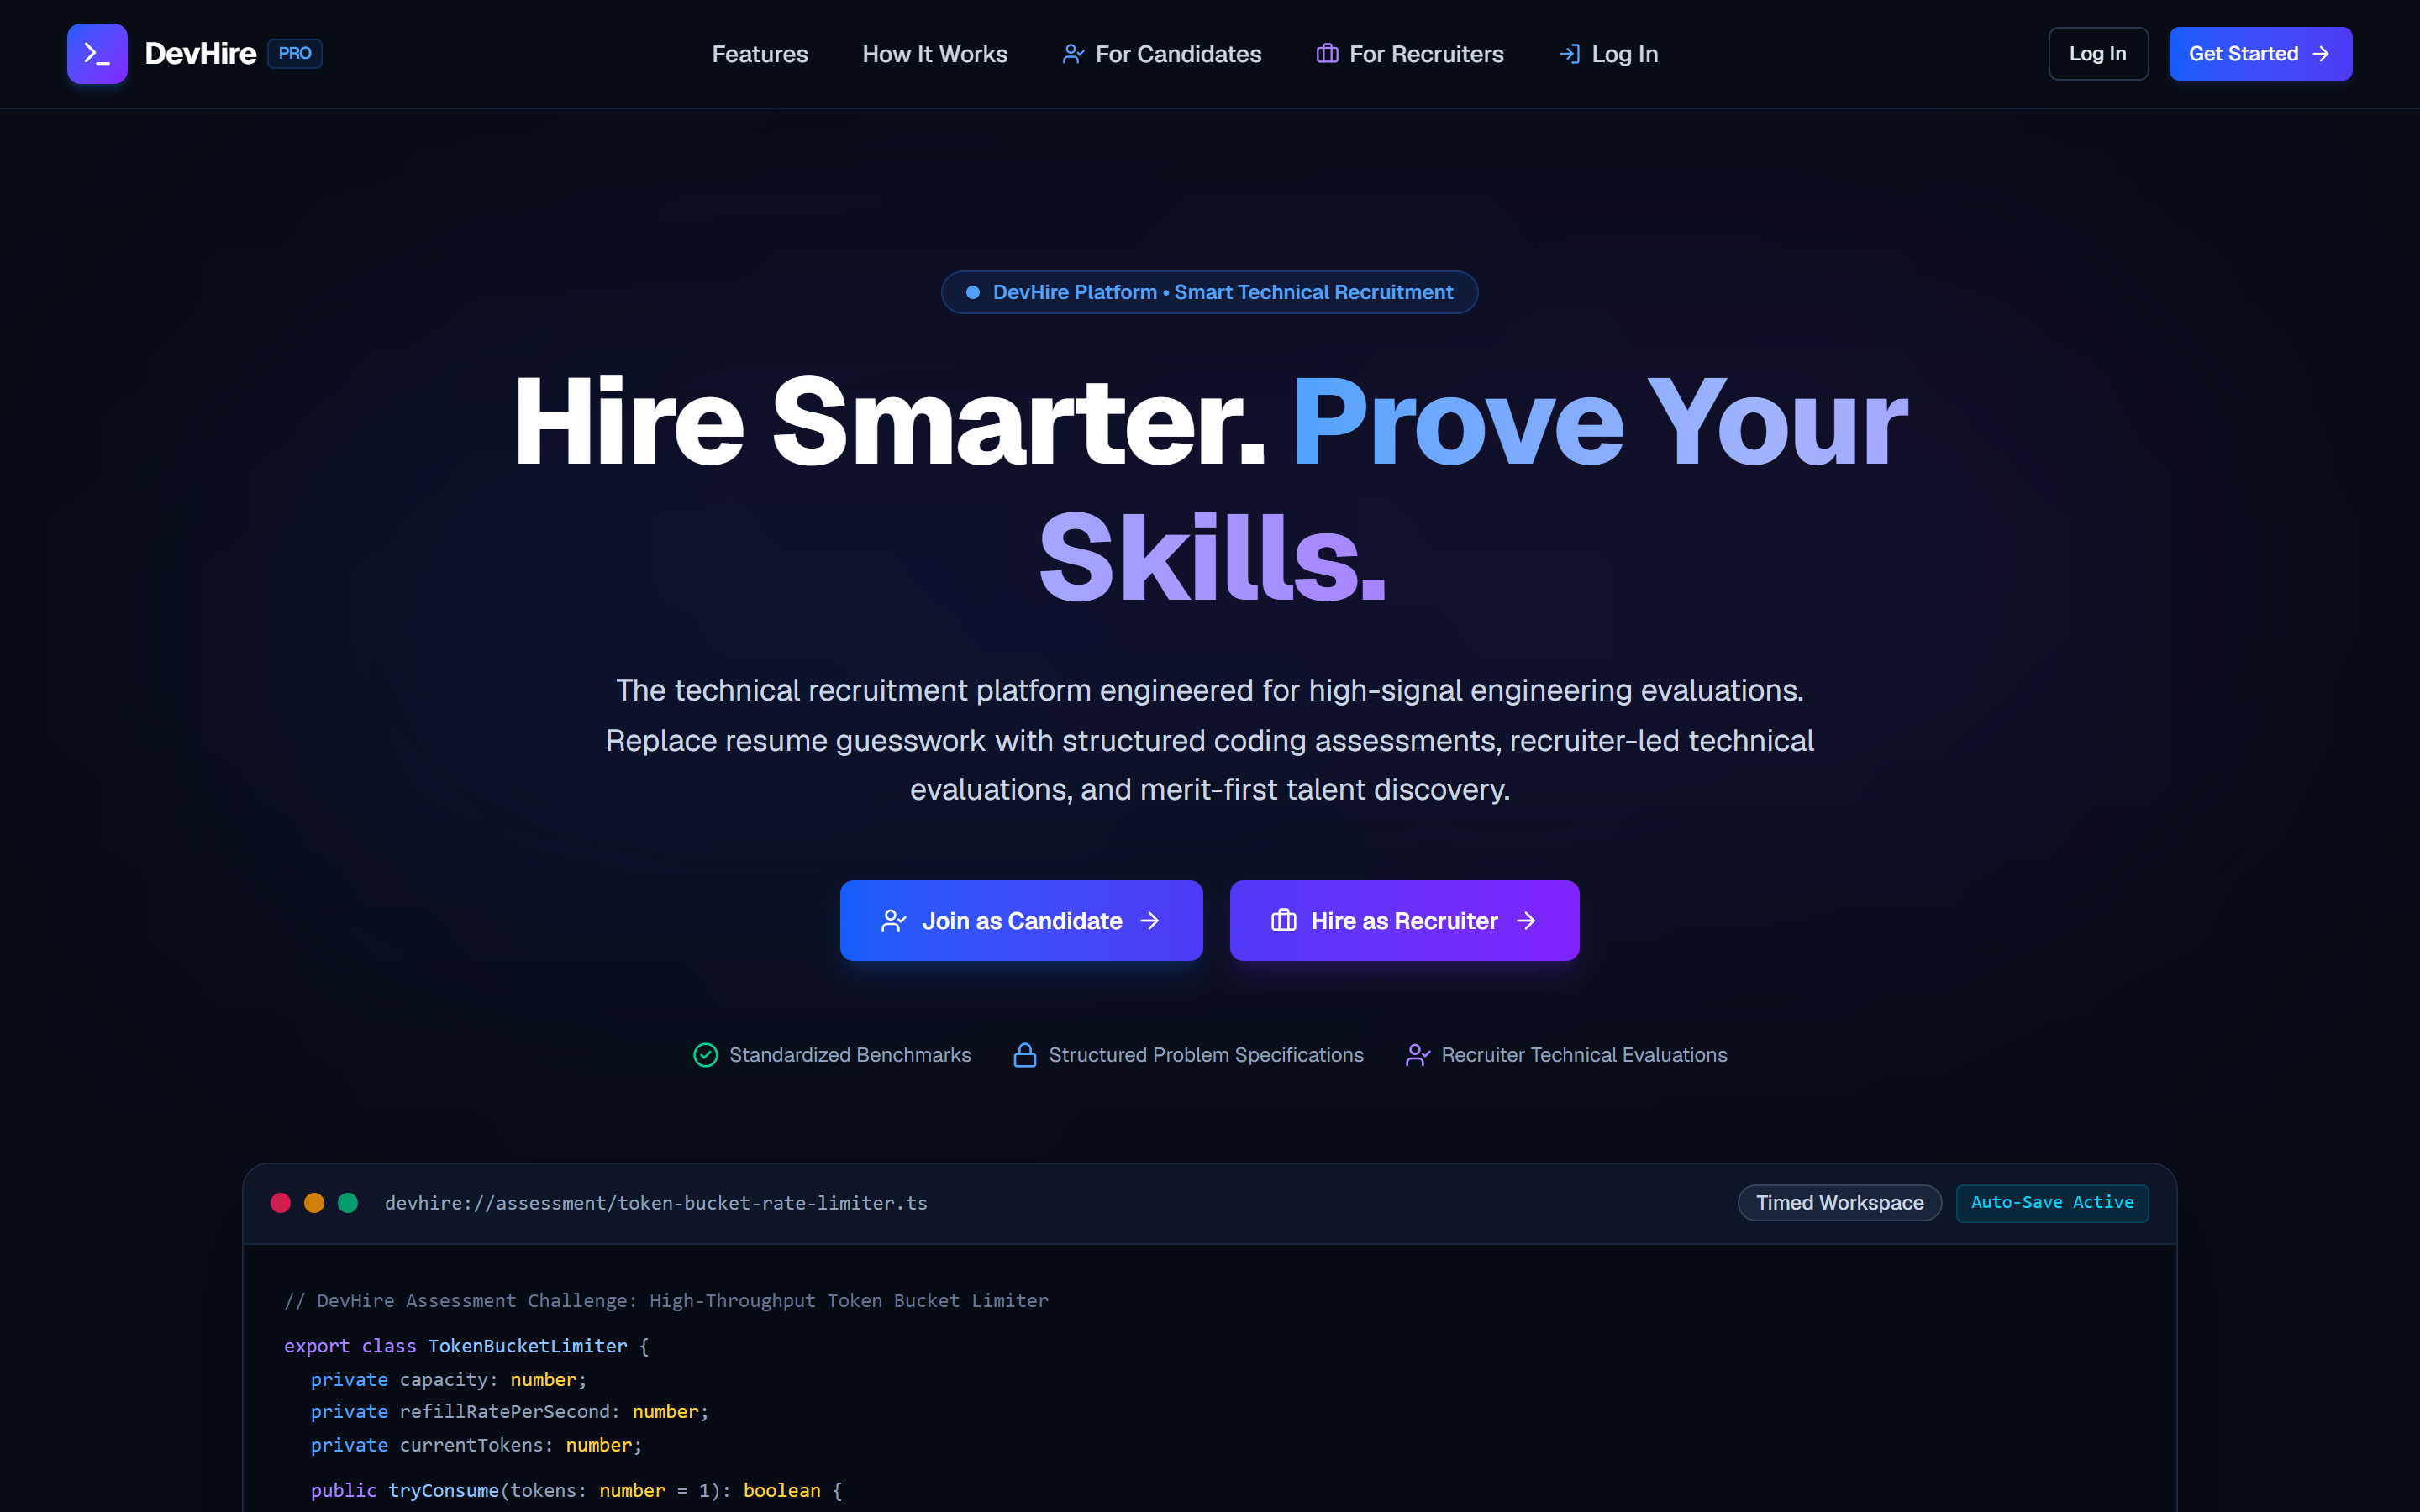 DevHire PRO
Features How It Works For Candidates For Recruiters Log In
Log In Get Started →
DevHire Platform • Smart Technical Recruitment
Hire Smarter. Prove Your
Skills.
The technical recruitment platform engineered for high-signal engineering evaluations.
Replace resume guesswork with structured coding assessments, recruiter-led technical
evaluations, and merit-first talent discovery.
Join as Candidate →
Hire as Recruiter →
Standardized Benchmarks
Structured Problem Specifications
Recruiter Technical Evaluations
devhire://assessment/token-bucket-rate-limiter.ts
Timed Workspace
Auto-Save Active
// DevHire Assessment Challenge: High-Throughput Token Bucket Limiter
export class TokenBucketLimiter {
private capacity: number;
private refillRatePerSecond: number;
private currentTokens: number;
public tryConsume(tokens: number = 1): boolean {